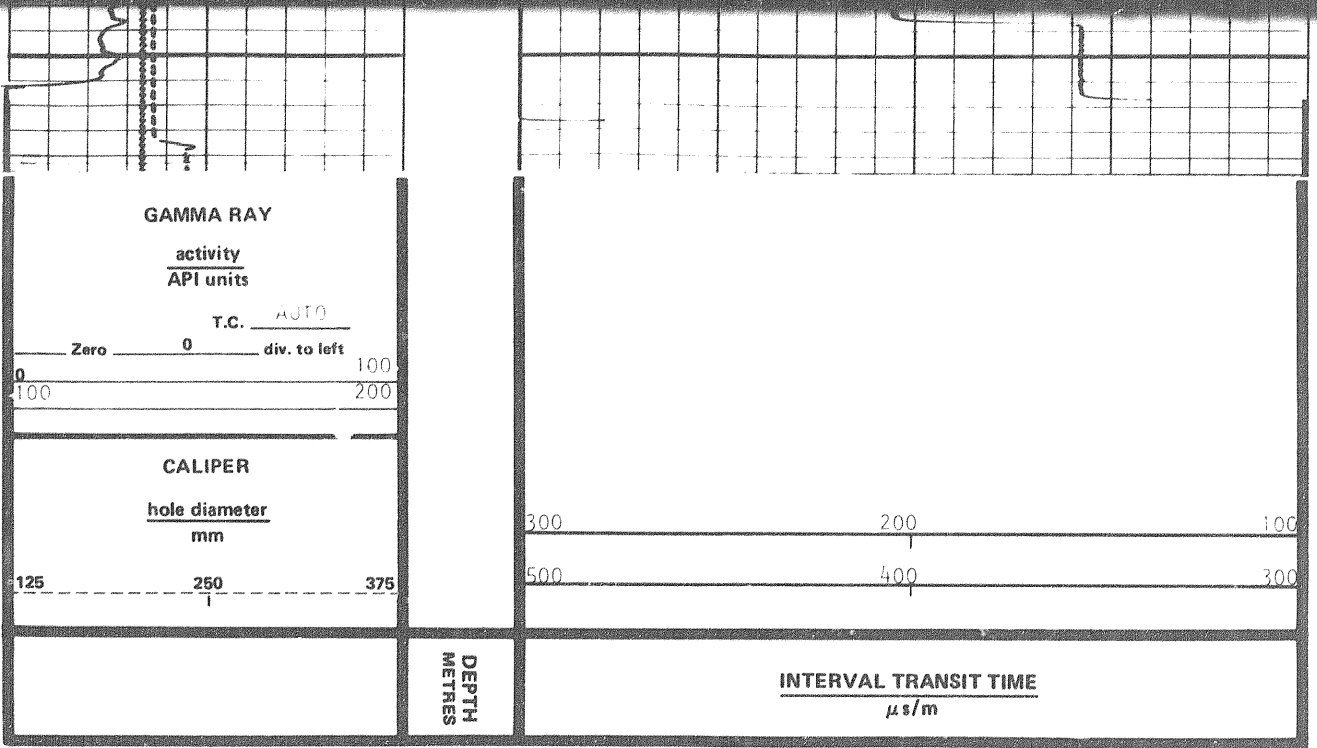 GAMMA RAY
activity
API units
T.C. AUTO
Zero 0 div. to left
0 100
100 200
CALIPER
hole diameter
mm
125 250 375
300 200 100
500 400 300
DEPTH
METRES
INTERVAL TRANSIT TIME
μs/m